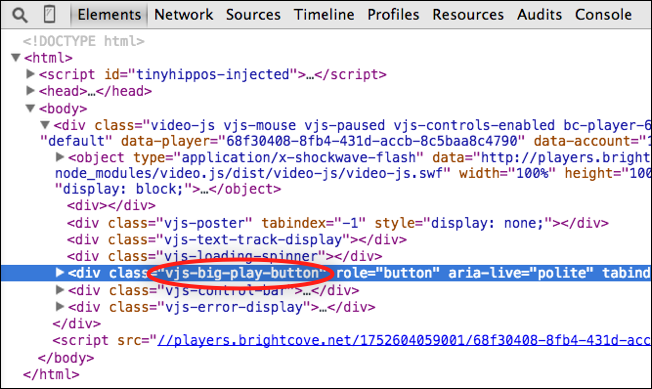 Elements Network Sources Timeline Profiles Resources Audits Console
<!DOCTYPE html>
<html>
<script id="tinyhippos-injected">…</script>
<head>…</head>
<body>
<div class="video-js vjs-mouse vjs-paused vjs-controls-enabled bc-player-6
"default" data-player="68f30408-8fb4-431d-accb-8c5baa8c4790" data-account="1
<object type="application/x-shockwave-flash" data="http://players.bright
node_modules/video.js/dist/video-js/video-js.swf" width="100%" height="100
"display: block;">…</object>
<div></div>
<div class="vjs-poster" tabindex="-1" style="display: none;"></div>
<div class="vjs-text-track-display"></div>
<div class="vjs-loading-spinner"></div>
<div class="vjs-big-play-button" role="button" aria-live="polite" tabind
<div class="vjs-control-bar">…</div>
<div class="vjs-error-display">…</div>
</div>
<script src="//players.brightcove.net/1752604059001/68f30408-8fb4-431d-acc
</body>
</html>